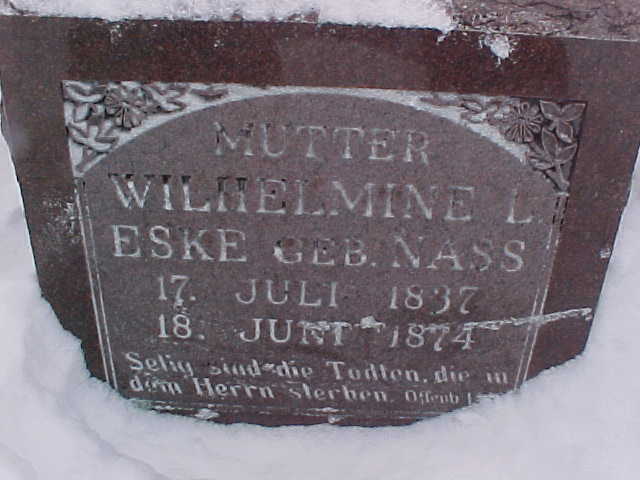 MUTTER
WILHELMINE L.
ESKE GEB. NASS
17. JULI 1837
18. JUNI 1874
Selig sind die Todten, die in
dem Herrn sterben. Offenb